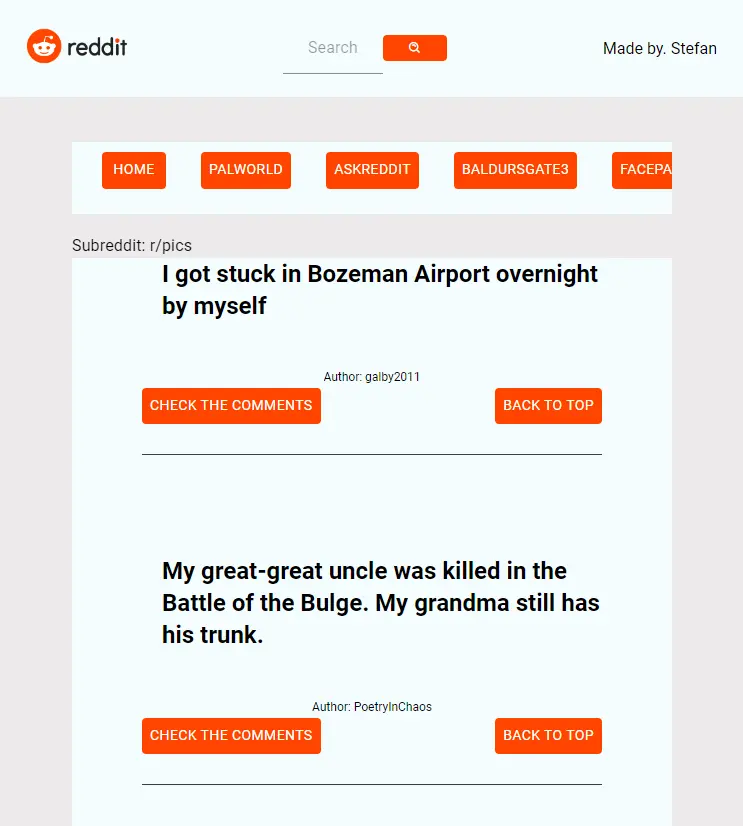 reddit
Search
Made by. Stefan
HOME PALWORLD ASKREDDIT BALDURSGATE3 FACEPA
Subreddit: r/pics
I got stuck in Bozeman Airport overnight
by myself
Author: galby2011
CHECK THE COMMENTS BACK TO TOP
My great-great uncle was killed in the
Battle of the Bulge. My grandma still has
his trunk.
Author: PoetryInChaos
CHECK THE COMMENTS BACK TO TOP